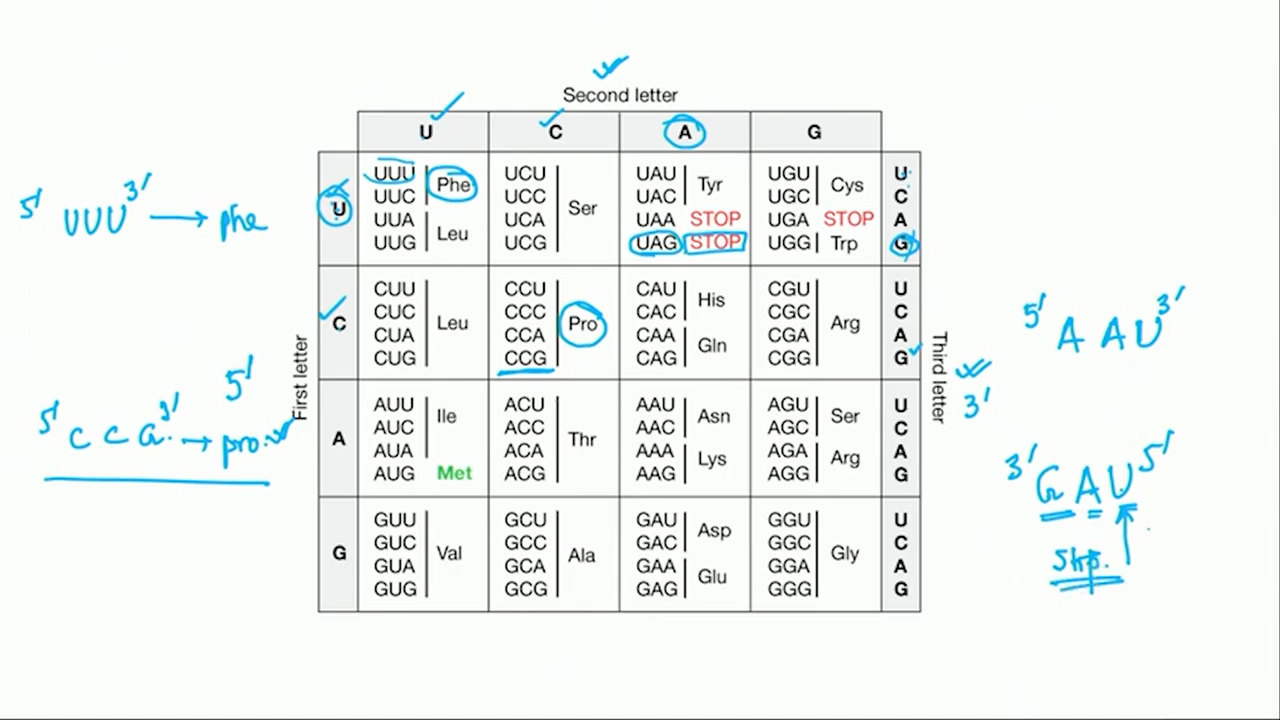 Second letter
U C A G
U
UUU UUC Phe
UUA UUG Leu
UCU UCC UCA UCG Ser
UAU UAC Tyr
UAA STOP
UAG STOP
UGU UGC Cys
UGA STOP
UGG Trp
U C A G
C
CUU CUC CUA CUG Leu
CCU CCC CCA CCG Pro
CAU CAC His
CAA CAG Gln
CGU CGC CGA CGG Arg
U C A G
A
AUU AUC AUA Ile
AUG Met
ACU ACC ACA ACG Thr
AAU AAC Asn
AAA AAG Lys
AGU AGC Ser
AGA AGG Arg
U C A G
G
GUU GUC GUA GUG Val
GCU GCC GCA GCG Ala
GAU GAC Asp
GAA GAG Glu
GGU GGC GGA GGG Gly
U C A G
First letter
Third letter
5' UUU 3' → phe
5'
5' C C G 3' → pro.
5' A A U 3'
3'
3' G A U 5'
Stop.